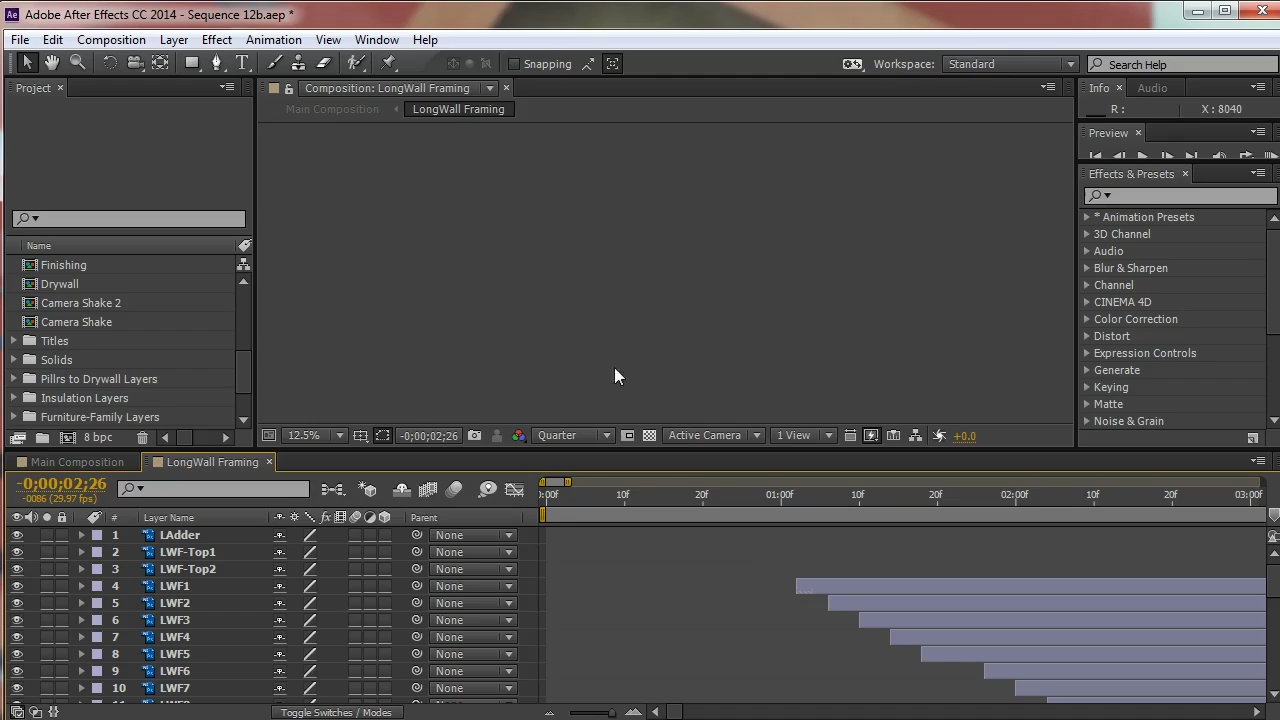 Ae Adobe After Effects CC 2014 - Sequence 12b.aep *
File Edit Composition Layer Effect Animation View Window Help
Snapping Workspace: Standard Search Help
Project Composition: LongWall Framing Info Audio
Main Composition LongWall Framing R: X: 8040
Preview
Effects & Presets
* Animation Presets
3D Channel
Name Audio
Finishing Blur & Sharpen
Drywall Channel
Camera Shake 2 CINEMA 4D
Camera Shake Color Correction
Titles Distort
Solids Expression Controls
Pillrs to Drywall Layers Generate
Insulation Layers Keying
Furniture-Family Layers Matte
Noise & Grain
8 bpc 12.5% -0;00;02;26 Quarter Active Camera 1 View +0.0
Main Composition LongWall Framing
-0;00;02;26
-0086 (29.97 fps) 0:00f 10f 20f 01:00f 10f 20f 02:00f 10f 20f 03:00f
# Layer Name fx Parent
1 LAdder None
2 LWF-Top1 None
3 LWF-Top2 None
4 LWF1 None
5 LWF2 None
6 LWF3 None
7 LWF4 None
8 LWF5 None
9 LWF6 None
10 LWF7 None
Toggle Switches / Modes